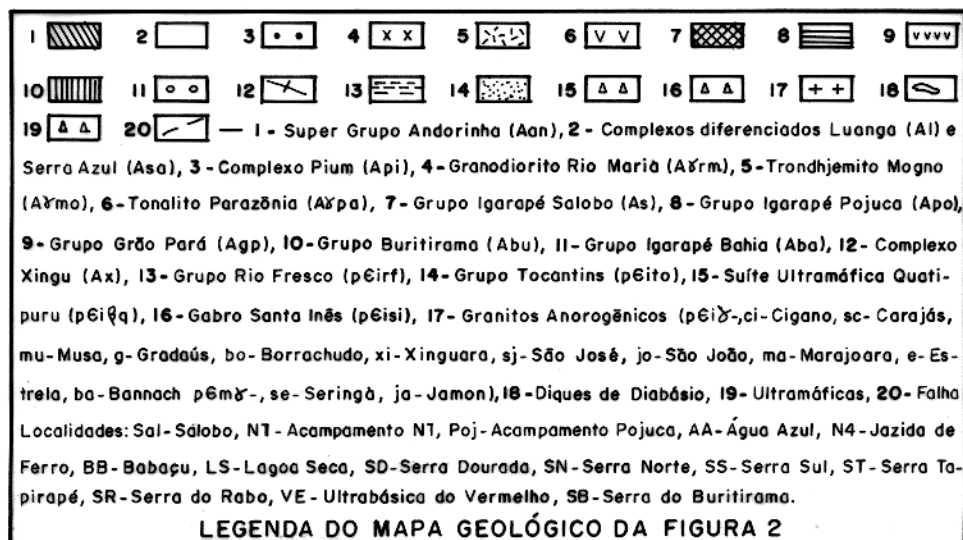 1 2 3 4 5 6 7 8 9
10 11 12 13 14 15 16 17 18
19 20 — 1 - Super Grupo Andorinha (Aan), 2 - Complexos diferenciados Luanga (Al) e
Serra Azul (Asa), 3 - Complexo Pium (Api), 4 - Granodiorito Rio Maria (Aɣrm), 5 - Trondhjemito Mogno
(Aɣmo), 6 - Tonalito Parazônia (Aɣpa), 7 - Grupo Igarapé Salobo (As), 8 - Grupo Igarapé Pojuca (Apo),
9 - Grupo Grão Pará (Agp), 10 - Grupo Buritirama (Abu), 11 - Grupo Igarapé Bahia (Aba), 12 - Complexo
Xingu (Ax), 13 - Grupo Rio Fresco (pЄirf), 14 - Grupo Tocantins (pЄito), 15 - Suíte Ultramáfica Quati-
puru 16 - Gabro Santa Inês (pЄisi), 17 - Granitos Anorogênicos (pЄiɣ-,ci-Cigano, sc- Carajás,
mu-Musa, g-Gradaús, bo-Borrachudo, xi-Xinguara, sj-São José, jo-São João, ma-Marajoara, e-Es-
trela, ba-Bannach pЄmɣ-, se-Seringà, ja-Jamon), 18 - Diques de Diabásio, 19 - Ultramáficas, 20 - Falha
Localidades: Sal-Sálobo, N1 - Acampamento N1, Poj-Acampamento Pojuca, AA-Água Azul, N4-Jazida de
Ferro, BB-Babaçu, LS-Lagoa Seca, SD-Serra Dourada, SN-Serra Norte, SS-Serra Sul, ST-Serra Ta-
pirapé, SR-Serra do Rabo, VE-Ultrabásica do Vermelho, SB-Serra do Buritirama.
LEGENDA DO MAPA GEOLÓGICO DA FIGURA 2